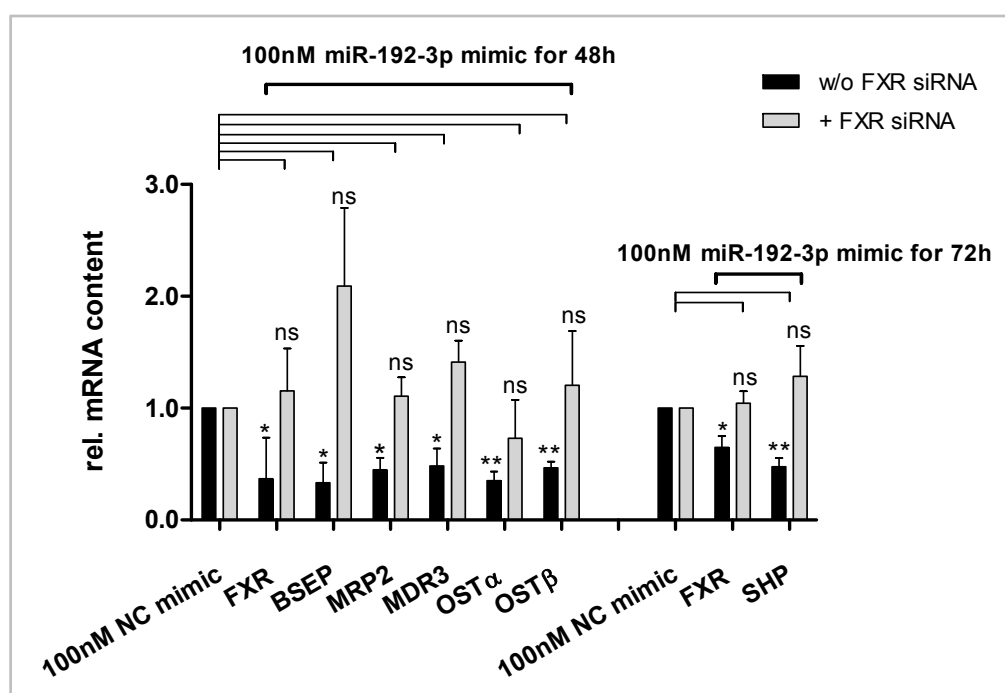 100nM miR-192-3p mimic for 48h
w/o FXR siRNA
+ FXR siRNA
rel. mRNA content
3.0
2.0
1.0
0.0
ns
ns
ns
ns
ns
ns
*
*
*
*
**
**
100nM NC mimic
FXR
BSEP
MRP2
MDR3
OSTα
OSTβ
100nM miR-192-3p mimic for 72h
ns
ns
*
**
100nM NC mimic
FXR
SHP